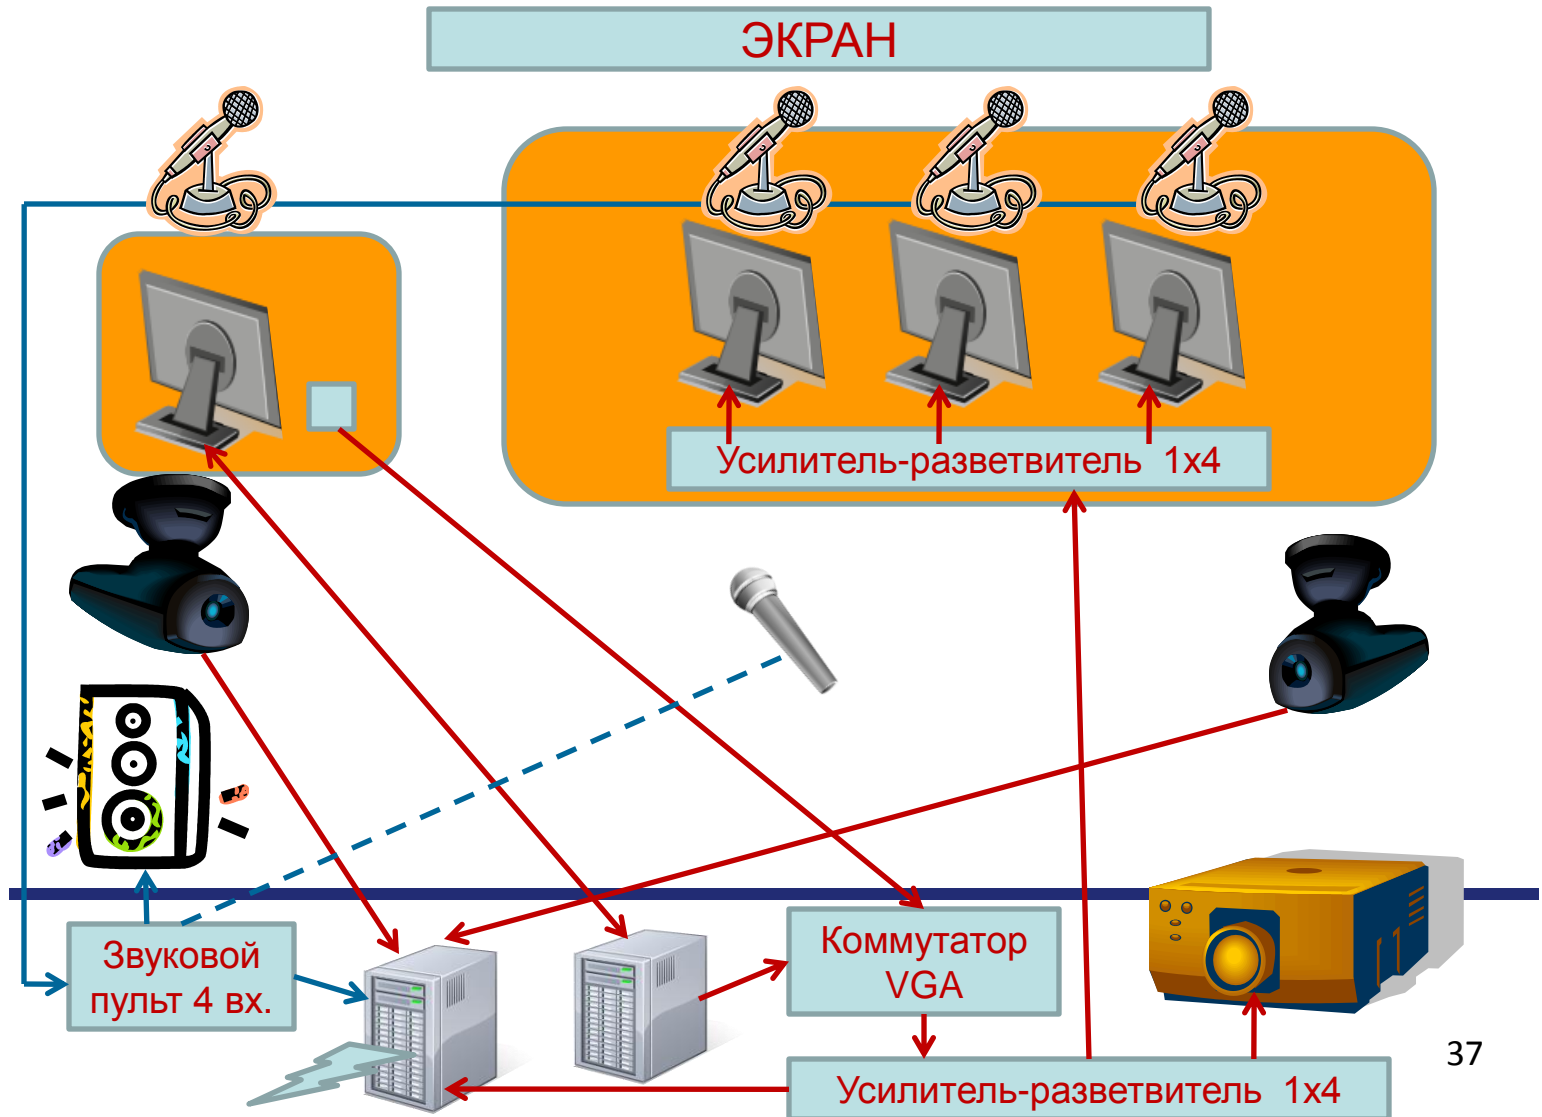 ЭКРАН
Усилитель-разветвитель 1х4
Звуковой
пульт 4 вх.
Коммутатор
VGA
Усилитель-разветвитель 1х4
37